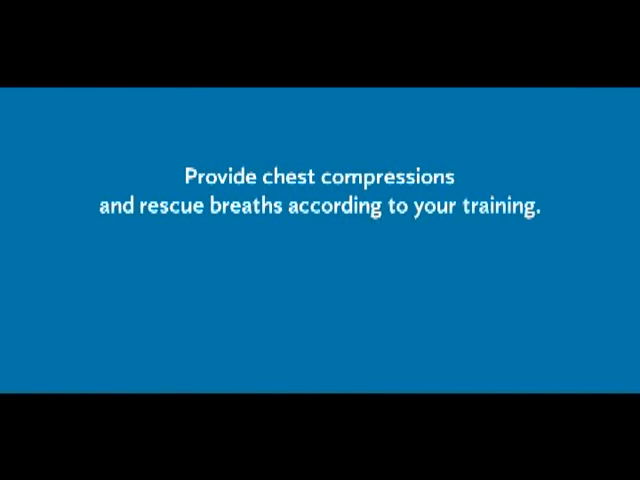 Provide chest compressions
and rescue breaths according to your training.